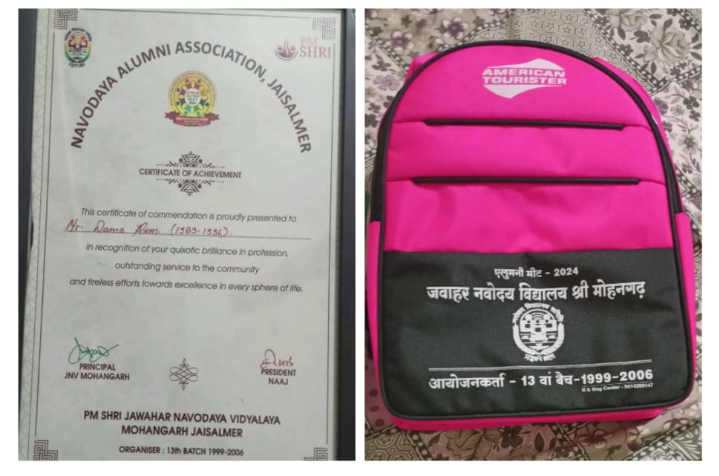 NAVODAYA ALUMNI ASSOCIATION, JAISALMER
PM
SHRI
CERTIFICATE OF ACHIEVEMENT
This certificate of commendation is proudly presented to
Mr. Dama Ram (1989-1996)
in recognition of your quixotic brilliance in profession,
outstanding service to the community
and tireless efforts towards excellence in every sphere of life.
PRINCIPAL
JNV MOHANGARH
PRESIDENT
NAAJ
PM SHRI JAWAHAR NAVODAYA VIDYALAYA
MOHANGARH JAISALMER
ORGANISER : 13th BATCH 1999-2006
AMERICAN
TOURISTER
एलुमनी मीट - 2024
जवाहर नवोदय विद्यालय श्री मोहनगढ़
आयोजनकर्ता - 13 वां बैच-1999-2006